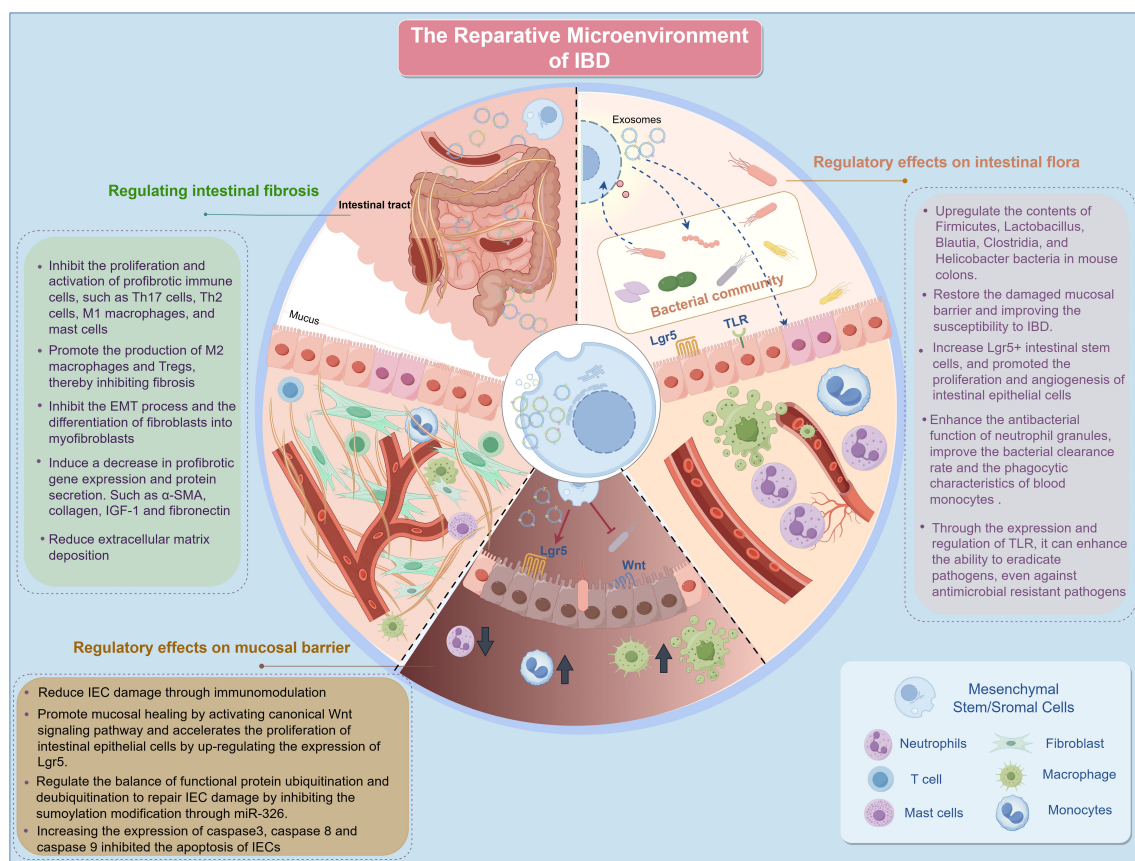 The Reparative Microenvironment
of IBD
Regulating intestinal fibrosis
• Inhibit the proliferation and
activation of profibrotic immune
cells, such as Th17 cells, Th2
cells, M1 macrophages, and
mast cells
• Promote the production of M2
macrophages and Tregs,
thereby inhibiting fibrosis
• Inhibit the EMT process and the
differentiation of fibroblasts into
myofibroblasts
• Induce a decrease in profibrotic
gene expression and protein
secretion. Such as α-SMA,
collagen, IGF-1 and fibronectin
• Reduce extracellular matrix
deposition
Intestinal tract
Mucus
Exosomes
Bacterial community
Lgr5
TLR
Lgr5
Wnt
Regulatory effects on intestinal flora
• Upregulate the contents of
Firmicutes, Lactobacillus,
Blautia, Clostridia, and
Helicobacter bacteria in mouse
colons.
• Restore the damaged mucosal
barrier and improving the
susceptibility to IBD.
• Increase Lgr5+ intestinal stem
cells, and promoted the
proliferation and angiogenesis of
intestinal epithelial cells
• Enhance the antibacterial
function of neutrophil granules,
improve the bacterial clearance
rate and the phagocytic
characteristics of blood
monocytes .
• Through the expression and
regulation of TLR, it can enhance
the ability to eradicate
pathogens, even against
antimicrobial resistant pathogens
Regulatory effects on mucosal barrier
• Reduce IEC damage through immunomodulation
• Promote mucosal healing by activating canonical Wnt
signaling pathway and accelerates the proliferation of
intestinal epithelial cells by up-regulating the expression of
Lgr5.
• Regulate the balance of functional protein ubiquitination and
deubiquitination to repair IEC damage by inhibiting the
sumoylation modification through miR-326.
• Increasing the expression of caspase3, caspase 8 and
caspase 9 inhibited the apoptosis of IECs
Mesenchymal
Stem/Sromal Cells
Neutrophils
Fibroblast
T cell
Macrophage
Mast cells
Monocytes